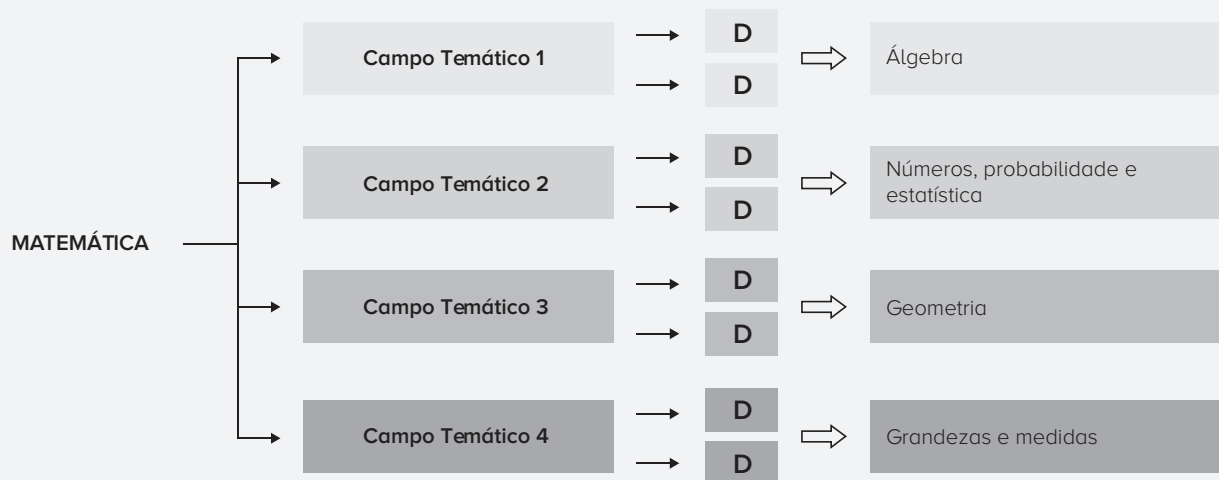 Campo Temático 1
D
D
Álgebra
Campo Temático 2
D
D
Números, probabilidade e
estatística
MATEMÁTICA
Campo Temático 3
D
D
Geometria
Campo Temático 4
D
D
Grandezas e medidas